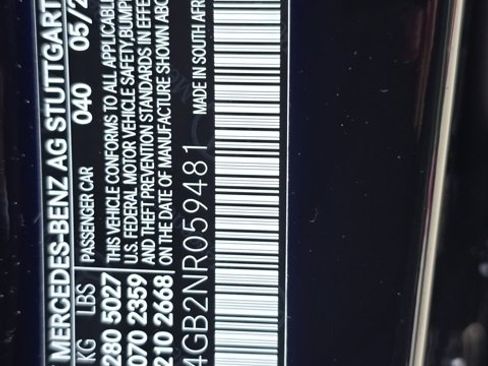 MERCEDES-BENZ AG STUTTGART
KG LBS PASSENGER CAR 040 05/2
280 5027 THIS VEHICLE CONFORMS TO ALL APPLICABLE
070 2359 U.S. FEDERAL MOTOR VEHICLE SAFETY, BUMP
210 2668 AND THEFT PREVENTION STANDARDS IN EFFE
ON THE DATE OF MANUFACTURE SHOWN ABO
4GB2NR059481 MADE IN SOUTH AFR